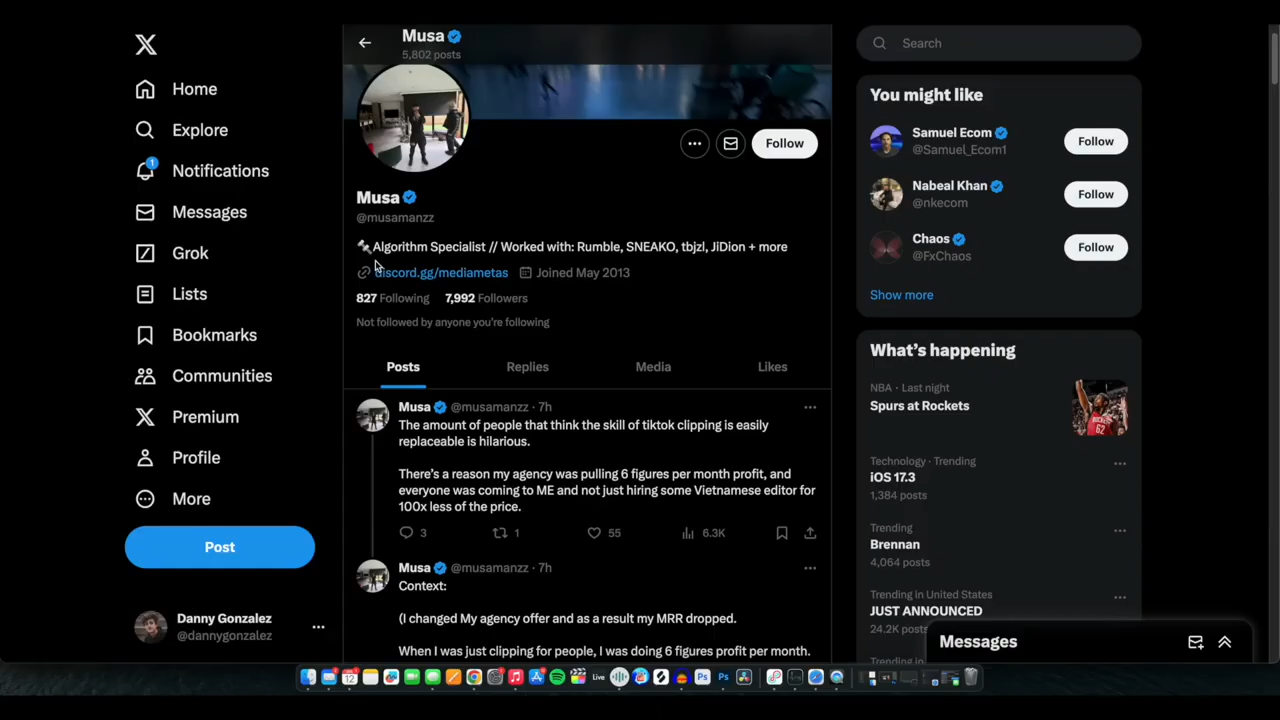 Home
Explore
1
Notifications
Messages
Grok
Lists
Bookmarks
Communities
Premium
Profile
More
Post
Danny Gonzalez
@dannygonzalez
Musa
5,802 posts
Follow
Musa
@musamanzz
Algorithm Specialist // Worked with: Rumble, SNEAKO, tbjzl, JiDion + more
discord.gg/mediametas Joined May 2013
827 Following 7,992 Followers
Not followed by anyone you’re following
Posts Replies Media Likes
Musa @musamanzz · 7h
The amount of people that think the skill of tiktok clipping is easily
replaceable is hilarious.
There’s a reason my agency was pulling 6 figures per month profit, and
everyone was coming to ME and not just hiring some Vietnamese editor for
100x less of the price.
3 1 55 6.3K
Musa @musamanzz · 7h
Context:
(I changed My agency offer and as a result my MRR dropped.
When I was just clipping for people, I was doing 6 figures profit per month.
Search
You might like
Samuel Ecom
@Samuel_Ecom1
Follow
Nabeal Khan
@nkecom
Follow
Chaos
@FxChaos
Follow
Show more
What’s happening
NBA · Last night
Spurs at Rockets
Technology · Trending
iOS 17.3
1,384 posts
Trending
Brennan
4,064 posts
Trending in United States
JUST ANNOUNCED
24.2K posts
Messages